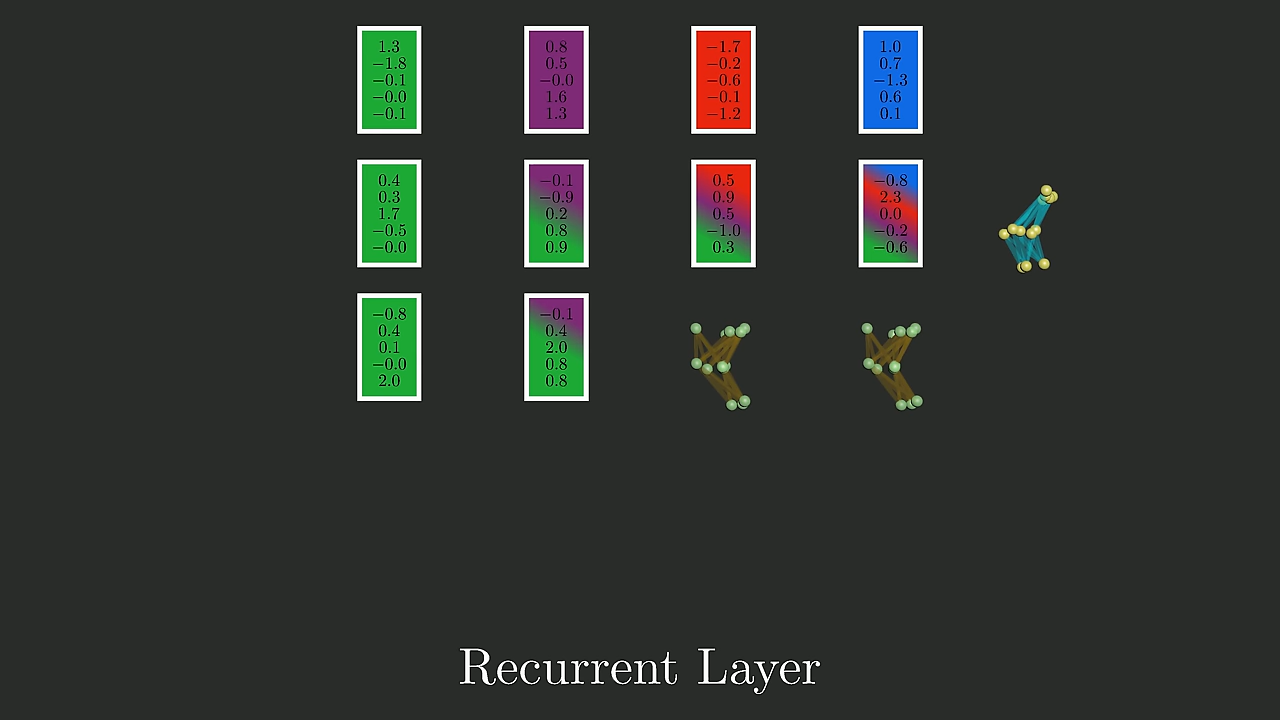 1.3 0.8 −1.7 1.0
−1.8 0.5 −0.2 0.7
−0.1 −0.0 −0.6 −1.3
−0.0 1.6 −0.1 0.6
−0.1 1.3 −1.2 0.1
0.4 −0.1 0.5 −0.8
0.3 −0.9 0.9 2.3
1.7 0.2 0.5 0.0
−0.5 0.8 −1.0 −0.2
−0.0 0.9 0.3 −0.6
−0.8 −0.1
0.4 0.4
0.1 2.0
−0.0 0.8
2.0 0.8
Recurrent Layer